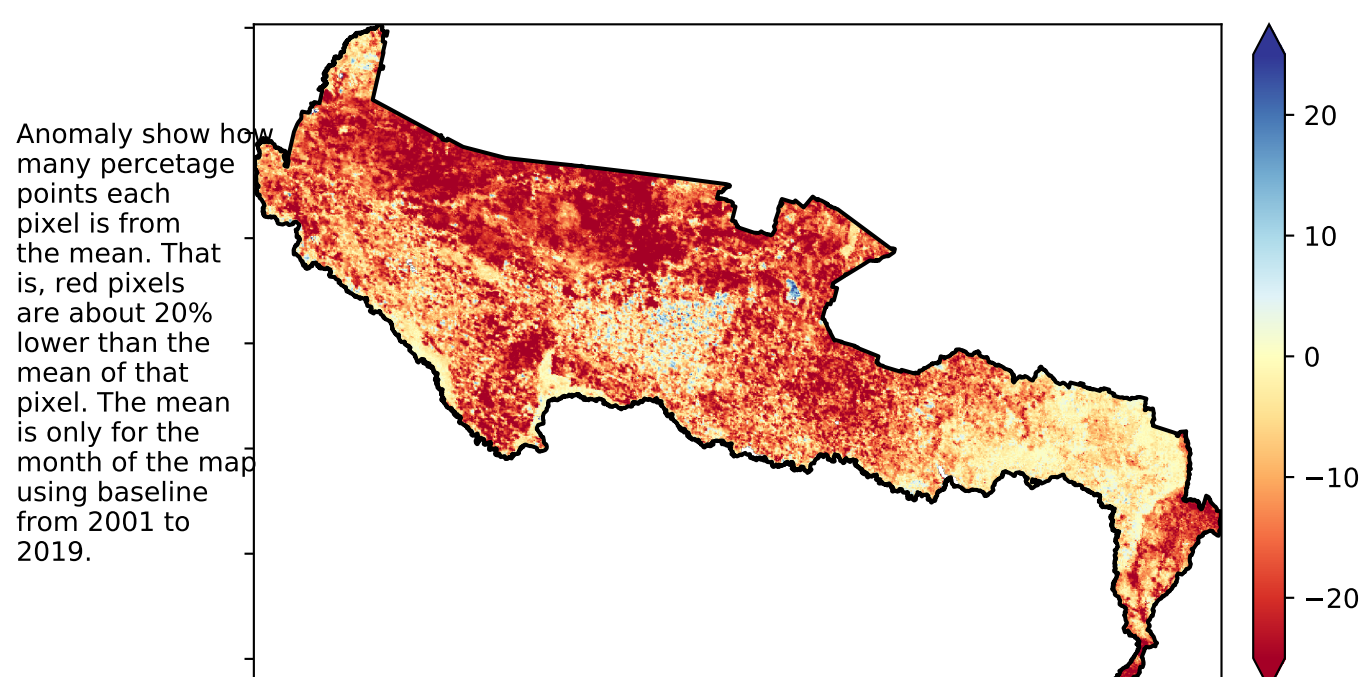 Anomaly show how
many percetage
points each
pixel is from
the mean. That
is, red pixels
are about 20%
lower than the
mean of that
pixel. The mean
is only for the
month of the map
using baseline
from 2001 to
2019.
20
10
0
−10
−20